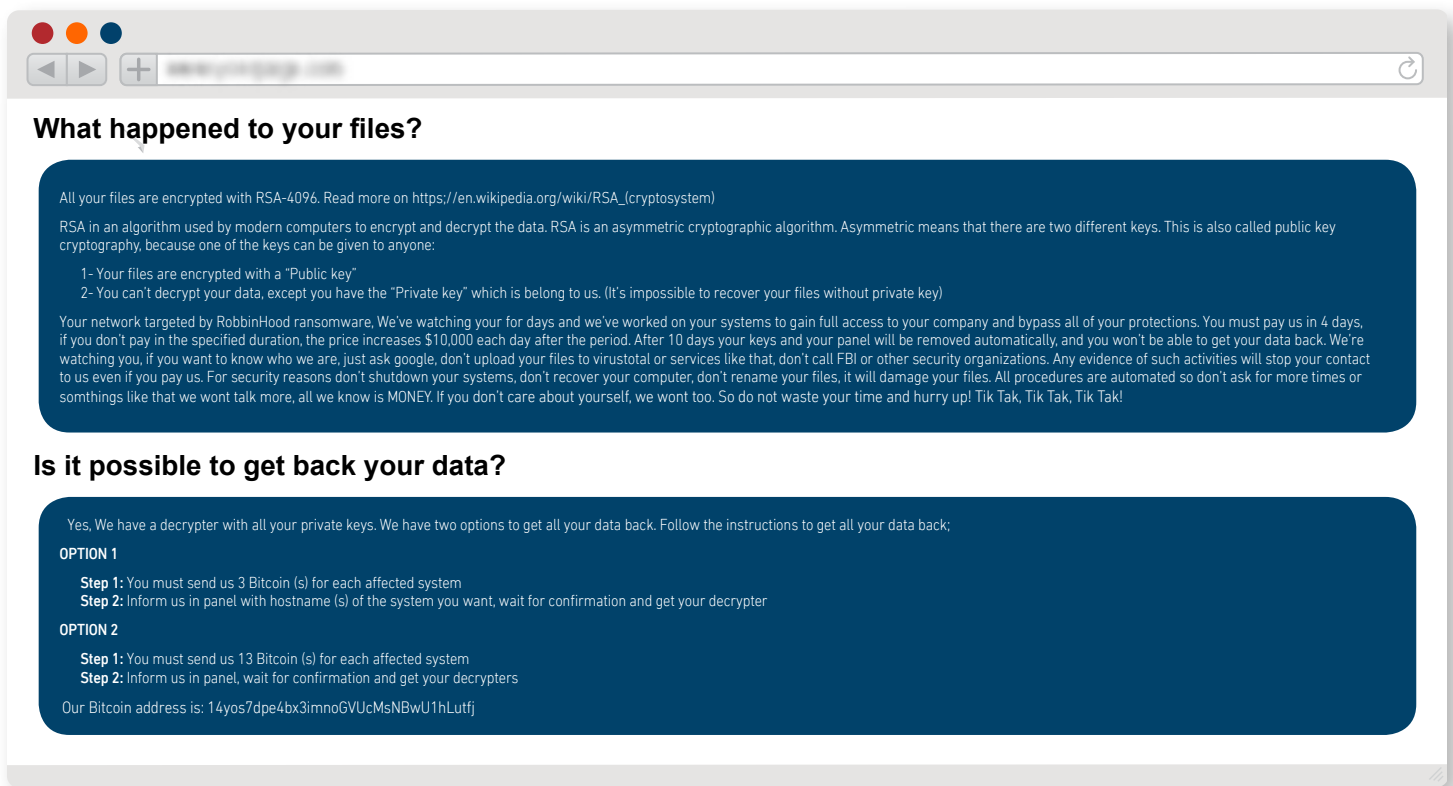 What happened to your files?
All your files are encrypted with RSA-4096. Read more on https;//en.wikipedia.org/wiki/RSA_(cryptosystem)
RSA in an algorithm used by modern computers to encrypt and decrypt the data. RSA is an asymmetric cryptographic algorithm. Asymmetric means that there are two different keys. This is also called public key
cryptography, because one of the keys can be given to anyone:
1- Your files are encrypted with a “Public key”
2- You can’t decrypt your data, except you have the “Private key” which is belong to us. (It’s impossible to recover your files without private key)
Your network targeted by RobbinHood ransomware, We’ve watching your for days and we’ve worked on your systems to gain full access to your company and bypass all of your protections. You must pay us in 4 days,
if you don’t pay in the specified duration, the price increases $10,000 each day after the period. After 10 days your keys and your panel will be removed automatically, and you won’t be able to get your data back. We’re
watching you, if you want to know who we are, just ask google, don’t upload your files to virustotal or services like that, don’t call FBI or other security organizations. Any evidence of such activities will stop your contact
to us even if you pay us. For security reasons don’t shutdown your systems, don’t recover your computer, don’t rename your files, it will damage your files. All procedures are automated so don’t ask for more times or
somthings like that we wont talk more, all we know is MONEY. If you don’t care about yourself, we wont too. So do not waste your time and hurry up! Tik Tak, Tik Tak, Tik Tak!
Is it possible to get back your data?
Yes, We have a decrypter with all your private keys. We have two options to get all your data back. Follow the instructions to get all your data back;
OPTION 1
Step 1: You must send us 3 Bitcoin (s) for each affected system
Step 2: Inform us in panel with hostname (s) of the system you want, wait for confirmation and get your decrypter
OPTION 2
Step 1: You must send us 13 Bitcoin (s) for each affected system
Step 2: Inform us in panel, wait for confirmation and get your decrypters
Our Bitcoin address is: 14yos7dpe4bx3imnoGVUcMsNBwU1hLutfj